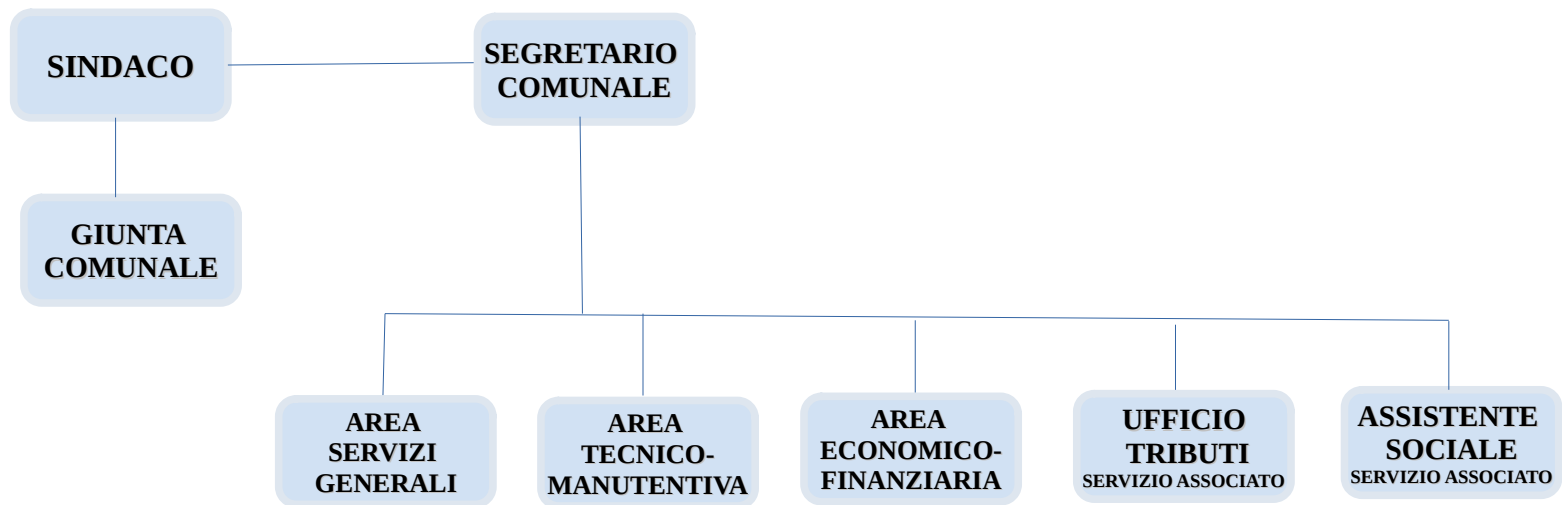 SINDACO
SEGRETARIO
COMUNALE
GIUNTA
COMUNALE
AREA
SERVIZI
GENERALI
AREA
TECNICO-
MANUTENTIVA
AREA
ECONOMICO-
FINANZIARIA
UFFICIO
TRIBUTI
SERVIZIO ASSOCIATO
ASSISTENTE
SOCIALE
SERVIZIO ASSOCIATO